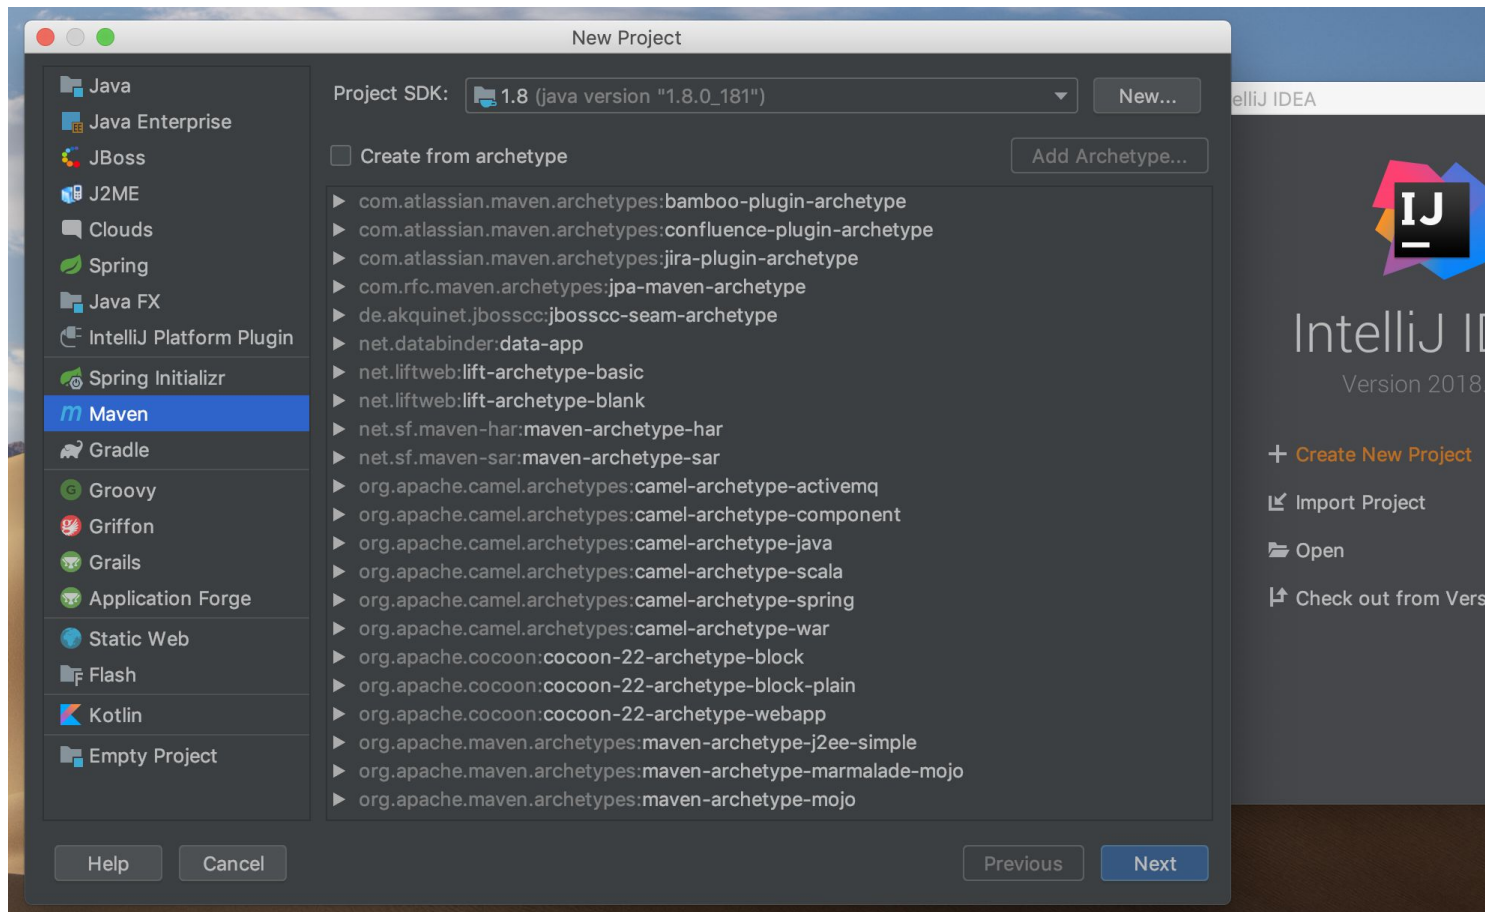 New Project
Java
Java Enterprise
JBoss
J2ME
Clouds
Spring
Java FX
IntelliJ Platform Plugin
Spring Initializr
Maven
Gradle
Groovy
Griffon
Grails
Application Forge
Static Web
Flash
Kotlin
Empty Project
Project SDK: 1.8 (java version "1.8.0_181") New...
Create from archetype Add Archetype...
com.atlassian.maven.archetypes:bamboo-plugin-archetype
com.atlassian.maven.archetypes:confluence-plugin-archetype
com.atlassian.maven.archetypes:jira-plugin-archetype
com.rfc.maven.archetypes:jpa-maven-archetype
de.akquinet.jbosscc:jbosscc-seam-archetype
net.databinder:data-app
net.liftweb:lift-archetype-basic
net.liftweb:lift-archetype-blank
net.sf.maven-har:maven-archetype-har
net.sf.maven-sar:maven-archetype-sar
org.apache.camel.archetypes:camel-archetype-activemq
org.apache.camel.archetypes:camel-archetype-component
org.apache.camel.archetypes:camel-archetype-java
org.apache.camel.archetypes:camel-archetype-scala
org.apache.camel.archetypes:camel-archetype-spring
org.apache.camel.archetypes:camel-archetype-war
org.apache.cocoon:cocoon-22-archetype-block
org.apache.cocoon:cocoon-22-archetype-block-plain
org.apache.cocoon:cocoon-22-archetype-webapp
org.apache.maven.archetypes:maven-archetype-j2ee-simple
org.apache.maven.archetypes:maven-archetype-marmalade-mojo
org.apache.maven.archetypes:maven-archetype-mojo
Help Cancel Previous Next
elliJ IDEA
IJ
IntelliJ ID
Version 2018.
Create New Project
Import Project
Open
Check out from Vers